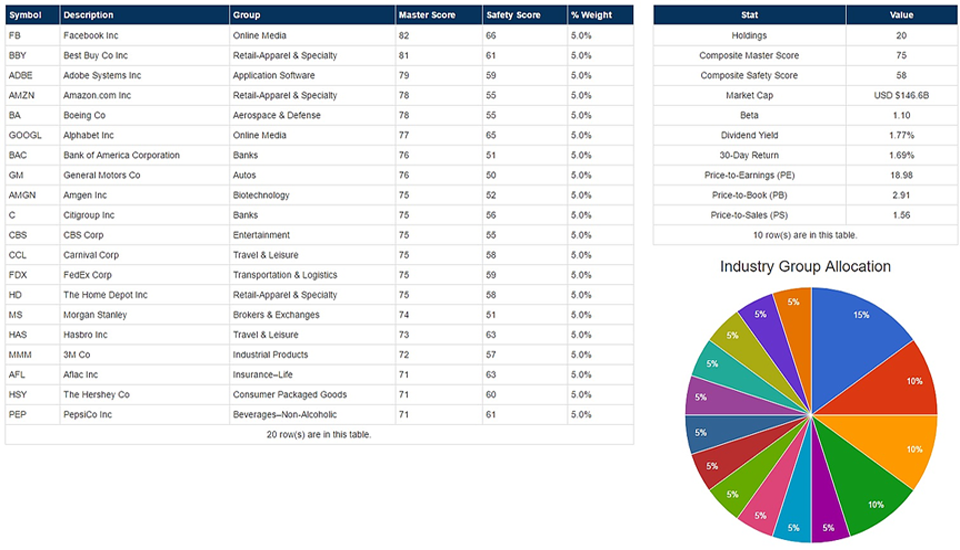 Symbol Description Group Master Score Safety Score % Weight
FB Facebook Inc Online Media 82 66 5.0%
BBY Best Buy Co Inc Retail-Apparel & Specialty 81 61 5.0%
ADBE Adobe Systems Inc Application Software 79 59 5.0%
AMZN Amazon.com Inc Retail-Apparel & Specialty 78 55 5.0%
BA Boeing Co Aerospace & Defense 78 55 5.0%
GOOGL Alphabet Inc Online Media 77 65 5.0%
BAC Bank of America Corporation Banks 76 51 5.0%
GM General Motors Co Autos 76 50 5.0%
AMGN Amgen Inc Biotechnology 75 52 5.0%
C Citigroup Inc Banks 75 56 5.0%
CBS CBS Corp Entertainment 75 55 5.0%
CCL Carnival Corp Travel & Leisure 75 58 5.0%
FDX FedEx Corp Transportation & Logistics 75 59 5.0%
HD The Home Depot Inc Retail-Apparel & Specialty 75 58 5.0%
MS Morgan Stanley Brokers & Exchanges 74 51 5.0%
HAS Hasbro Inc Travel & Leisure 73 63 5.0%
MMM 3M Co Industrial Products 72 57 5.0%
AFL Aflac Inc Insurance–Life 71 63 5.0%
HSY The Hershey Co Consumer Packaged Goods 71 60 5.0%
PEP PepsiCo Inc Beverages–Non-Alcoholic 71 61 5.0%
20 row(s) are in this table.
Stat Value
Holdings 20
Composite Master Score 75
Composite Safety Score 58
Market Cap USD $146.6B
Beta 1.10
Dividend Yield 1.77%
30-Day Return 1.69%
Price-to-Earnings (PE) 18.98
Price-to-Book (PB) 2.91
Price-to-Sales (PS) 1.56
10 row(s) are in this table.
Industry Group Allocation
15%
10%
10%
10%
5%
5%
5%
5%
5%
5%
5%
5%
5%
5%
5%